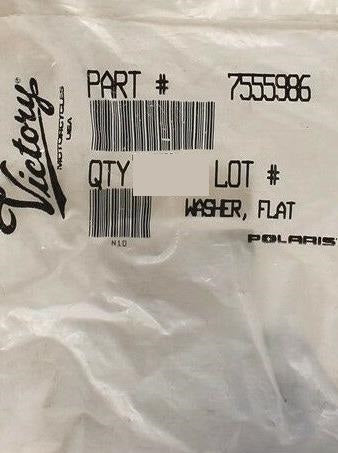 Victory®
MOTORCYCLES
USA
PART # 7555986
QTY LOT #
WASHER, FLAT
N10
POLARIS